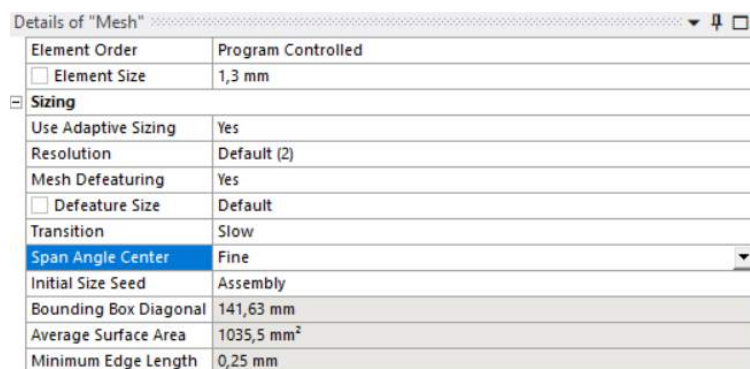 Details of "Mesh"
Element Order Program Controlled
Element Size 1,3 mm
Sizing
Use Adaptive Sizing Yes
Resolution Default (2)
Mesh Defeaturing Yes
Defeature Size Default
Transition Slow
Span Angle Center Fine
Initial Size Seed Assembly
Bounding Box Diagonal 141,63 mm
Average Surface Area 1035,5 mm²
Minimum Edge Length 0,25 mm